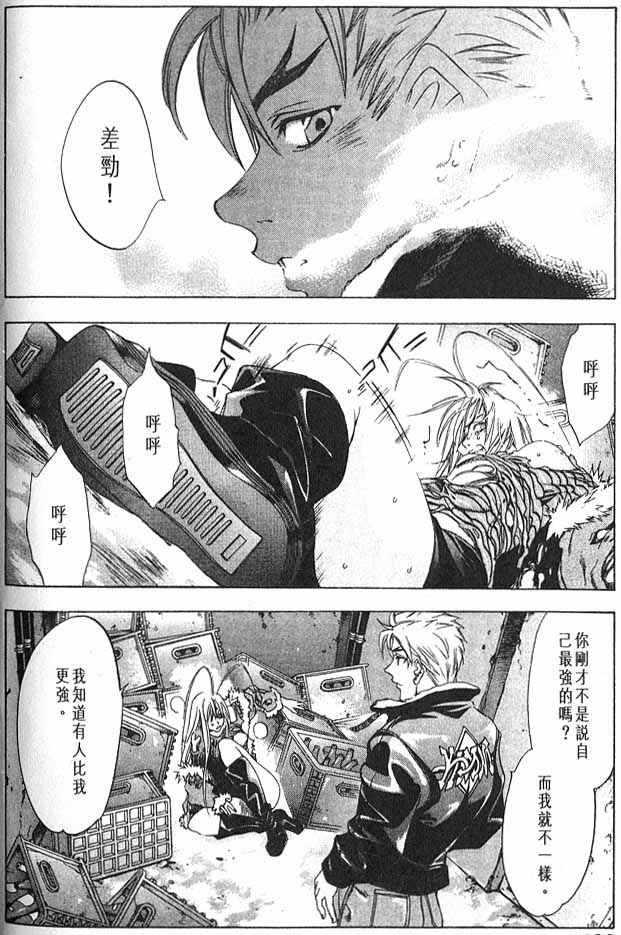 差勁！
呼呼
呼呼
呼呼
你剛才不是說自
己最強的嗎？
而我就不一樣。
我知道有人比我
更強。